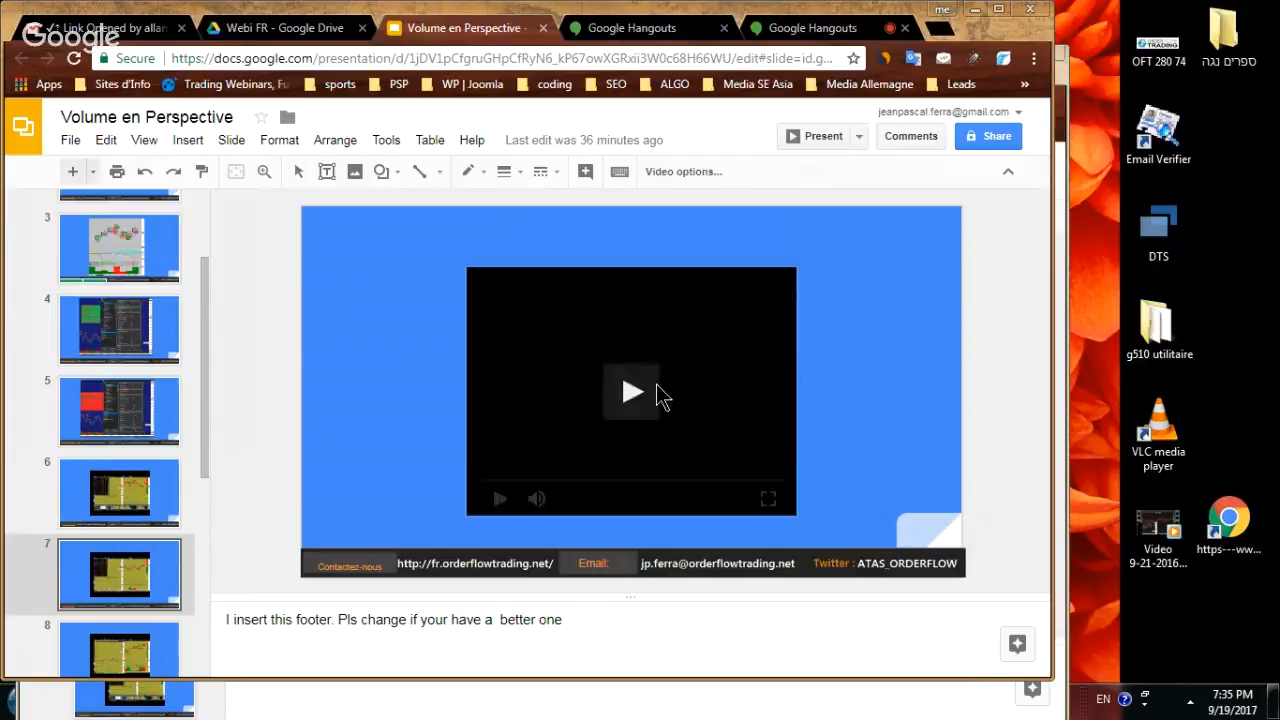 Link Opened by allan
Webi FR - Google Drive
Volume en Perspective -
Google Hangouts
Google Hangouts
me
Google
Secure
https://docs.google.com/presentation/d/1jDV1pCfgruGHpCfRyN6_kP67owXGRxii3W0c68H66WU/edit#slide=id.g...
Apps
Sites d'Info
Trading Webinars, Fu
sports
PSP
WP | Joomla
coding
SEO
ALGO
Media SE Asia
Media Allemagne
Leads
»
Volume en Perspective
jeanpascal.ferra@gmail.com
File Edit View Insert Slide Format Arrange Tools Table Help
Last edit was 36 minutes ago
Present
Comments
Share
Video options...
3
4
5
6
7
8
Contactez-nous http://fr.orderflowtrading.net/ Email: jp.ferra@orderflowtrading.net Twitter : ATAS_ORDERFLOW
I insert this footer. Pls change if your have a better one
TRADING
OFT 280 74
ספרים נגה
Email Verifier
DTS
g510 utilitaire
VLC media
player
Video
9-21-2016...
https---ww...
EN
7:35 PM
9/19/2017